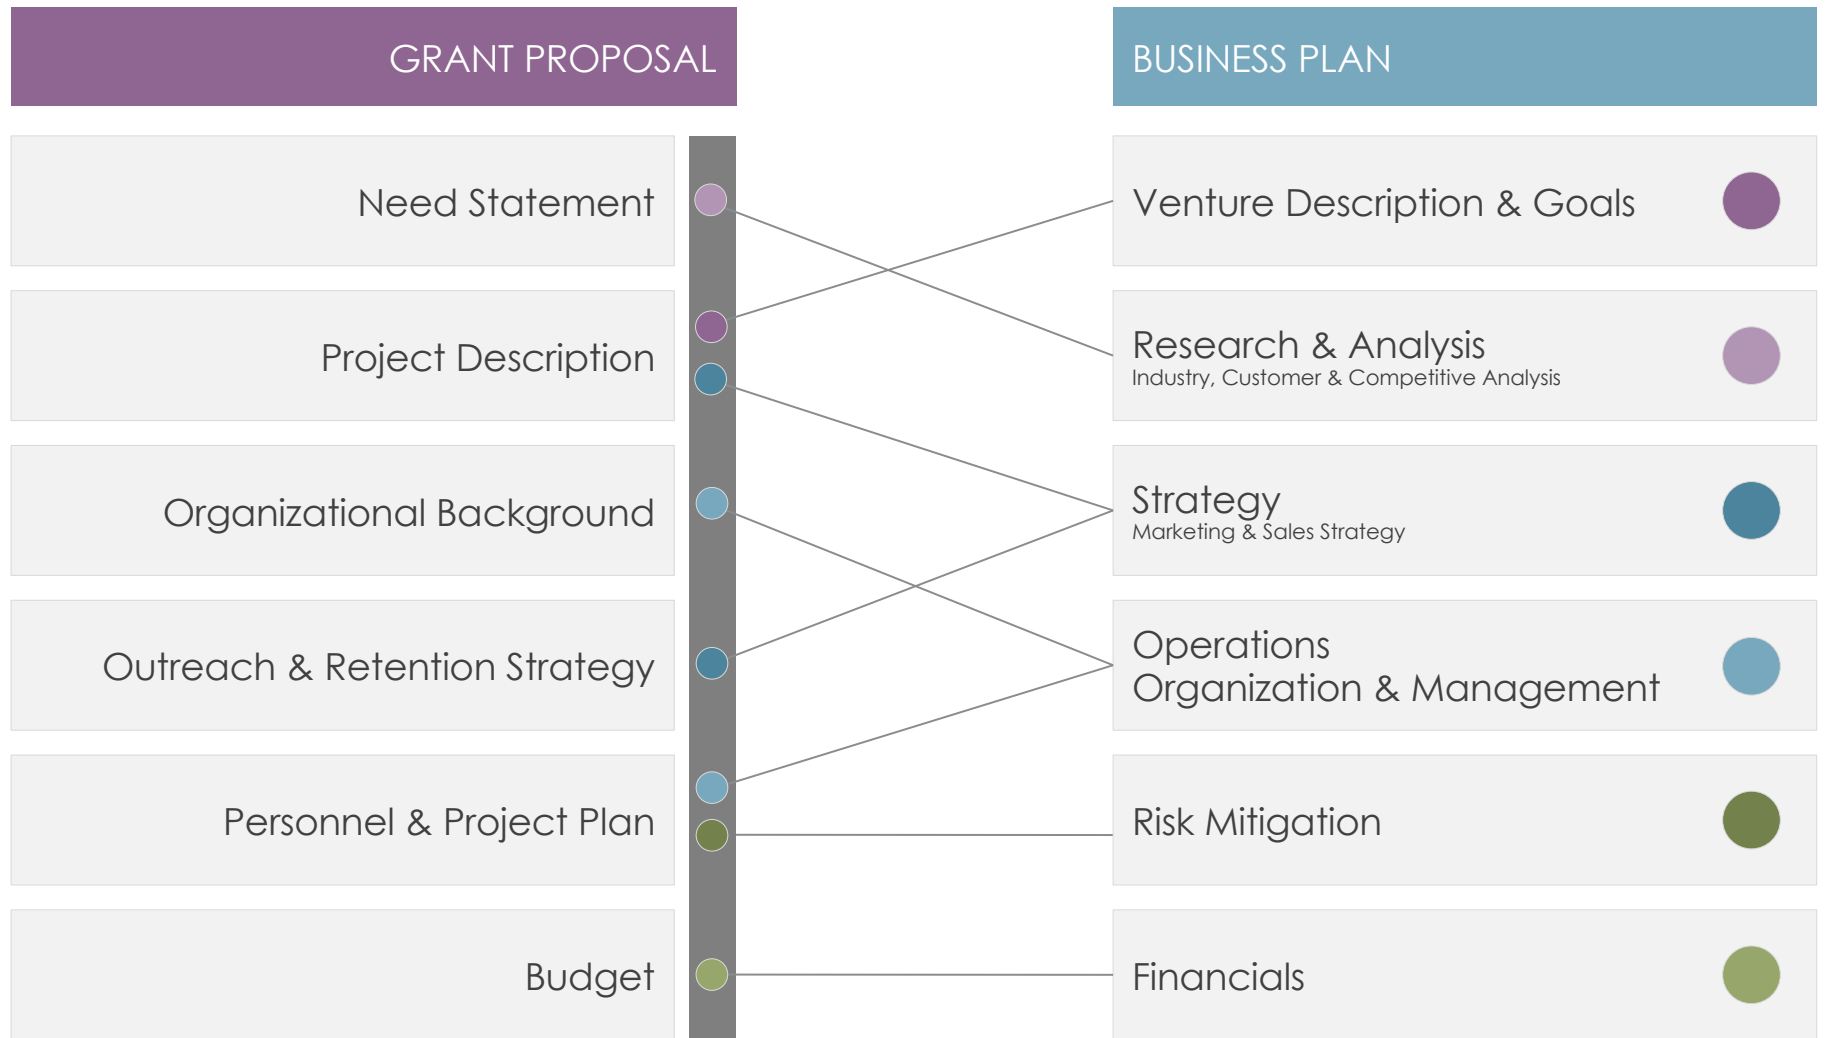 GRANT PROPOSAL
BUSINESS PLAN
Need Statement
Venture Description & Goals
Project Description
Research & Analysis
Industry, Customer & Competitive Analysis
Organizational Background
Strategy
Marketing & Sales Strategy
Outreach & Retention Strategy
Operations
Organization & Management
Personnel & Project Plan
Risk Mitigation
Budget
Financials